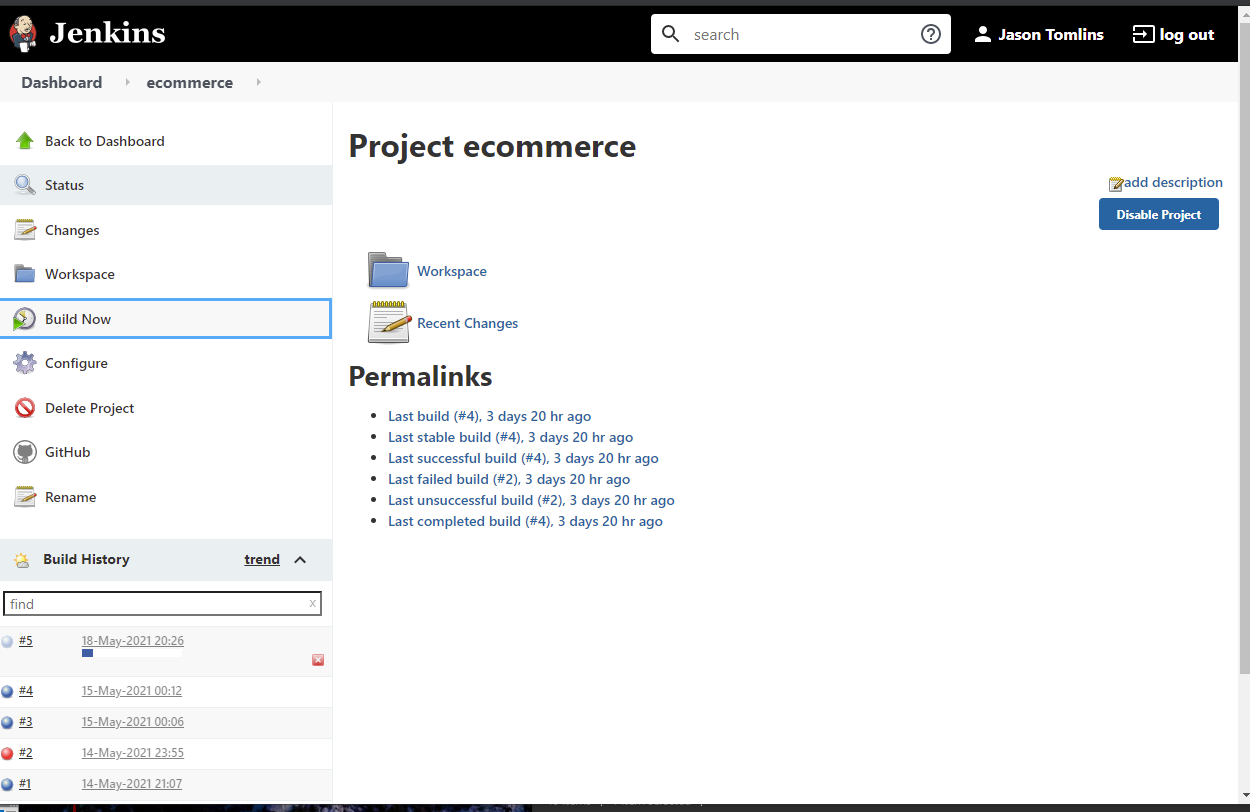 Jenkins
search
Jason Tomlins
log out
Dashboard
ecommerce
Back to Dashboard
Status
Changes
Workspace
Build Now
Configure
Delete Project
GitHub
Rename
Build History
trend
find
x
#5 18-May-2021 20:26
#4 15-May-2021 00:12
#3 15-May-2021 00:06
#2 14-May-2021 23:55
#1 14-May-2021 21:07
Project ecommerce
add description
Disable Project
Workspace
Recent Changes
Permalinks
Last build (#4), 3 days 20 hr ago
Last stable build (#4), 3 days 20 hr ago
Last successful build (#4), 3 days 20 hr ago
Last failed build (#2), 3 days 20 hr ago
Last unsuccessful build (#2), 3 days 20 hr ago
Last completed build (#4), 3 days 20 hr ago